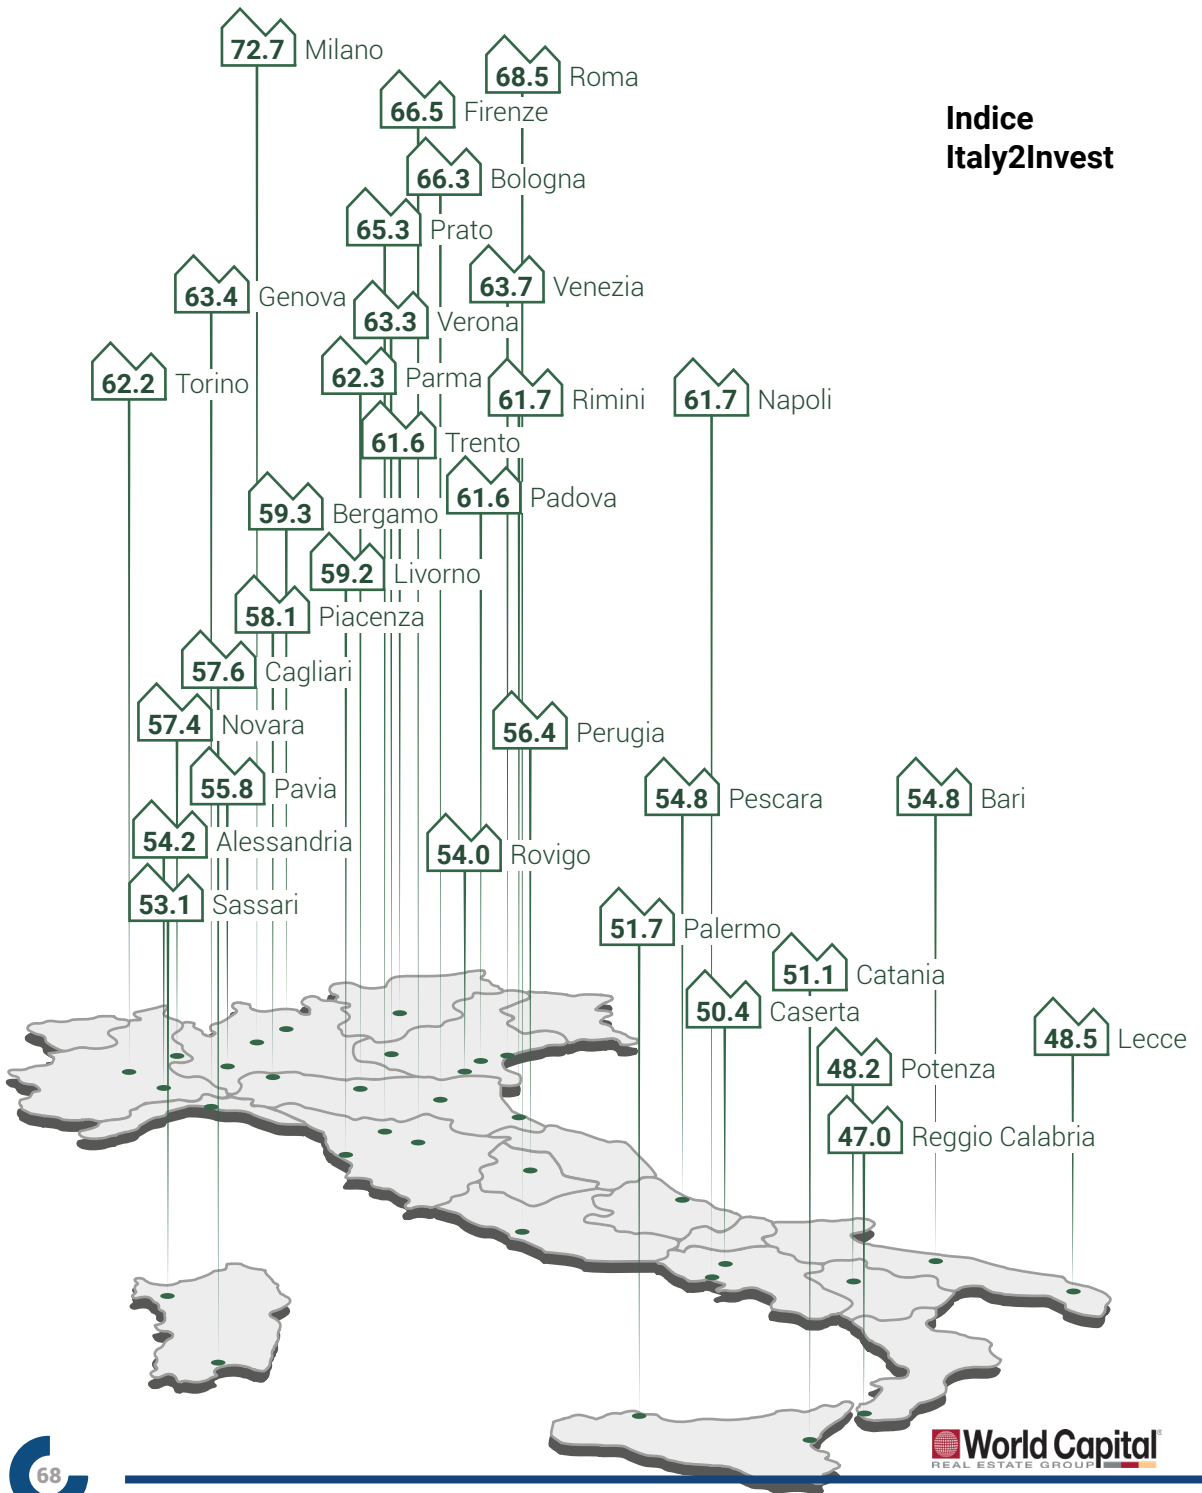 72.7 Milano
68.5 Roma
66.5 Firenze
Indice
Italy2Invest
66.3 Bologna
65.3 Prato
63.7 Venezia
63.4 Genova
63.3 Verona
62.3 Parma
62.2 Torino
61.7 Rimini
61.7 Napoli
61.6 Trento
61.6 Padova
59.3 Bergamo
59.2 Livorno
58.1 Piacenza
57.6 Cagliari
57.4 Novara
56.4 Perugia
55.8 Pavia
54.8 Pescara
54.8 Bari
54.2 Alessandria
54.0 Rovigo
53.1 Sassari
51.7 Palermo
51.1 Catania
50.4 Caserta
48.5 Lecce
48.2 Potenza
47.0 Reggio Calabria
World Capital
REAL ESTATE GROUP
68